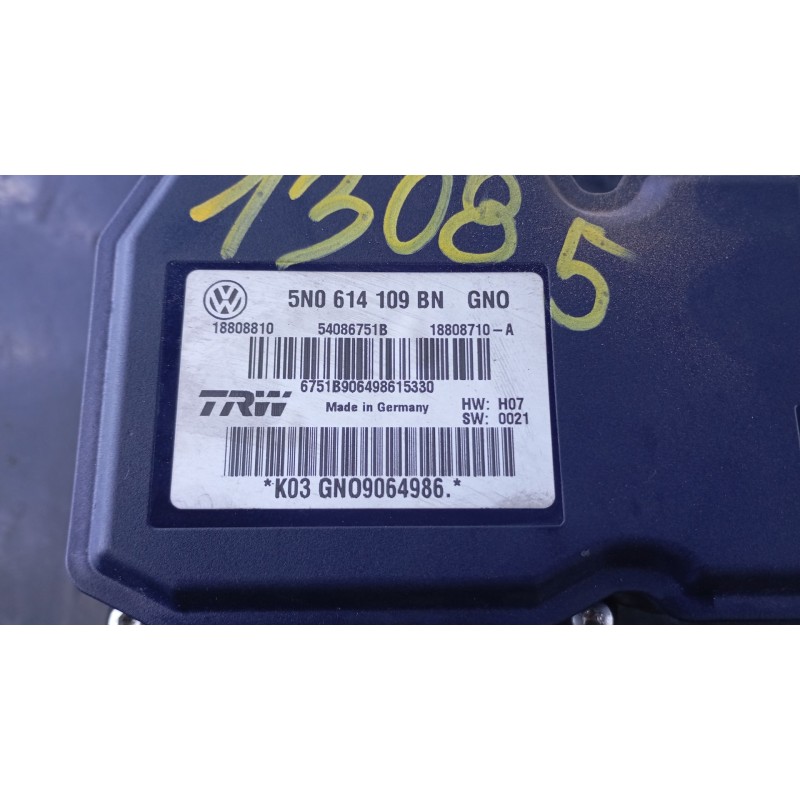 13085
5N0 614 109 BN GNO
18808810 54086751B 18808710-A
6751B906498615330
TRW Made in Germany HW: H07
SW: 0021
*K03 GNO9064986.*